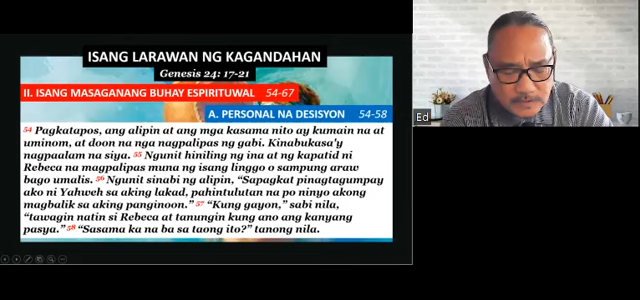 ISANG LARAWAN NG KAGANDAHAN
Genesis 24: 17-21
II. ISANG MASAGANANG BUHAY ESPIRITUWAL 54-67
A. PERSONAL NA DESISYON 54-58
54 Pagkatapos, ang alipin at ang mga kasama nito ay kumain na at
uminom, at doon na nga nagpalipas ng gabi. Kinabukasa'y
nagpaalam na siya. 55 Ngunit hiniling ng ina at ng kapatid ni
Rebeca na magpalipas muna ng isang linggo o sampung araw
bago umalis. 56 Ngunit sinabi ng alipin, “Sapagkat pinagtagumpay
ako ni Yahweh sa aking lakad, pahintulutan na po ninyo akong
magbalik sa aking panginoon.” 57 “Kung gayon,” sabi nila,
“tawagin natin si Rebeca at tanungin kung ano ang kanyang
pasya.” 58 “Sasama ka na ba sa taong ito?” tanong nila.
Ed